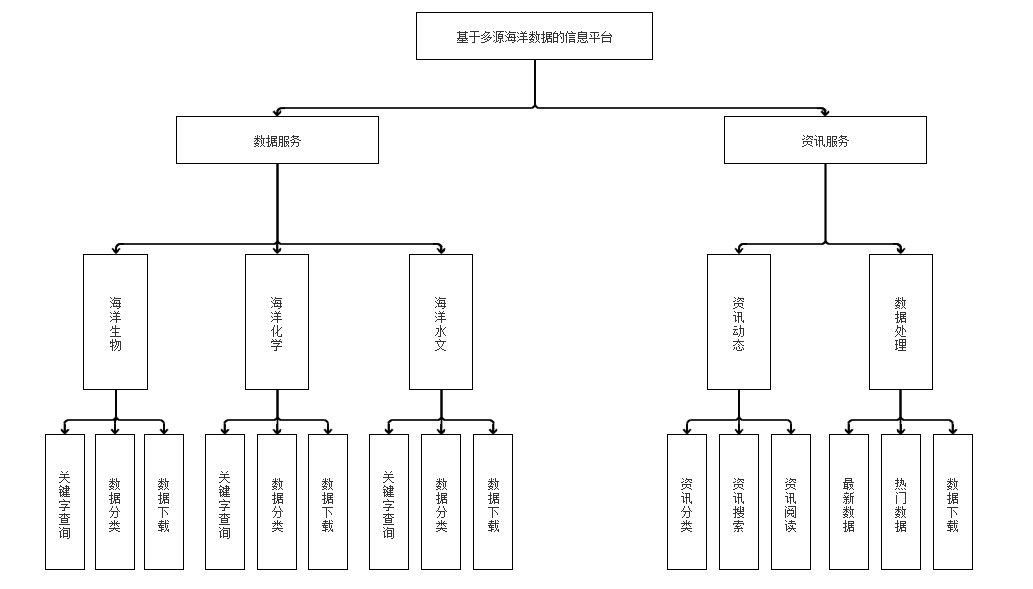 基于多源海洋数据的信息平台
数据服务
资讯服务
海洋生物
海洋化学
海洋水文
资讯动态
数据处理
关键字查询
数据分类
数据下载
关键字查询
数据分类
数据下载
关键字查询
数据分类
数据下载
资讯分类
资讯搜索
资讯阅读
最新数据
热门数据
数据下载